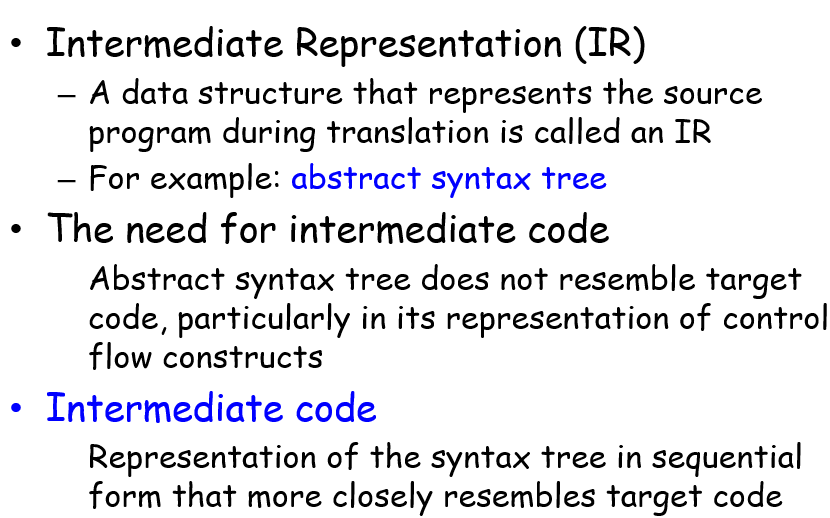 • Intermediate Representation (IR)
– A data structure that represents the source
program during translation is called an IR
– For example: abstract syntax tree
• The need for intermediate code
Abstract syntax tree does not resemble target
code, particularly in its representation of control
flow constructs
• Intermediate code
Representation of the syntax tree in sequential
form that more closely resembles target code